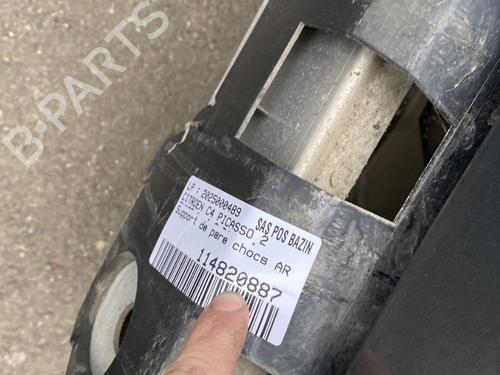 B-PARTS
SAS POS BAZIN
LP : 2025000489
CITROEN C4 PICASSO 2
Support de pare chocs AR
114820887